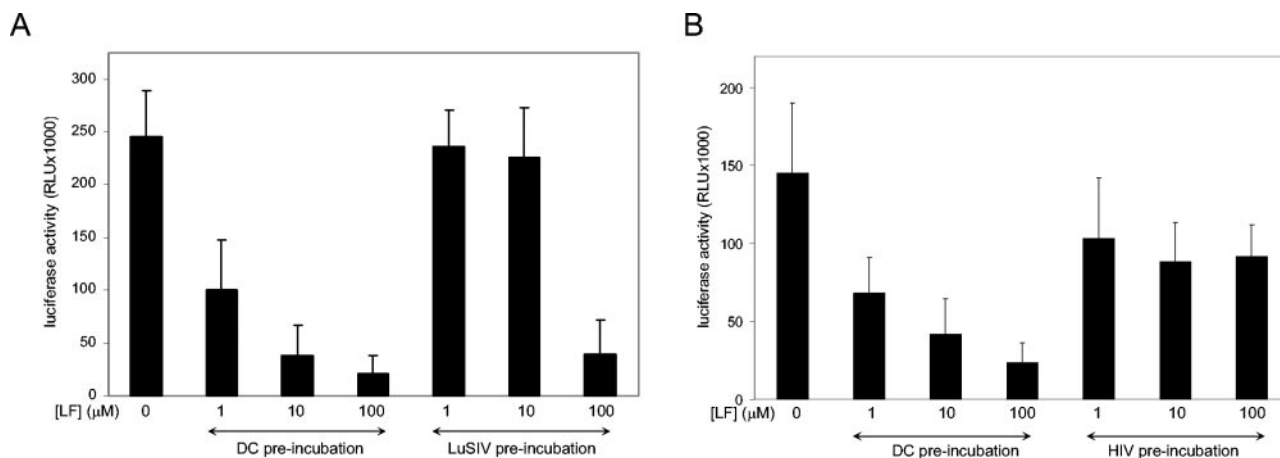 A
luciferase activity (RLUx1000)
300
250
200
150
100
50
0
[LF] (μM) 0 1 10 100 1 10 100
DC pre-incubation LuSIV pre-incubation
B
luciferase activity (RLUx1000)
200
150
100
50
0
[LF] (μM) 0 1 10 100 1 10 100
DC pre-incubation HIV pre-incubation